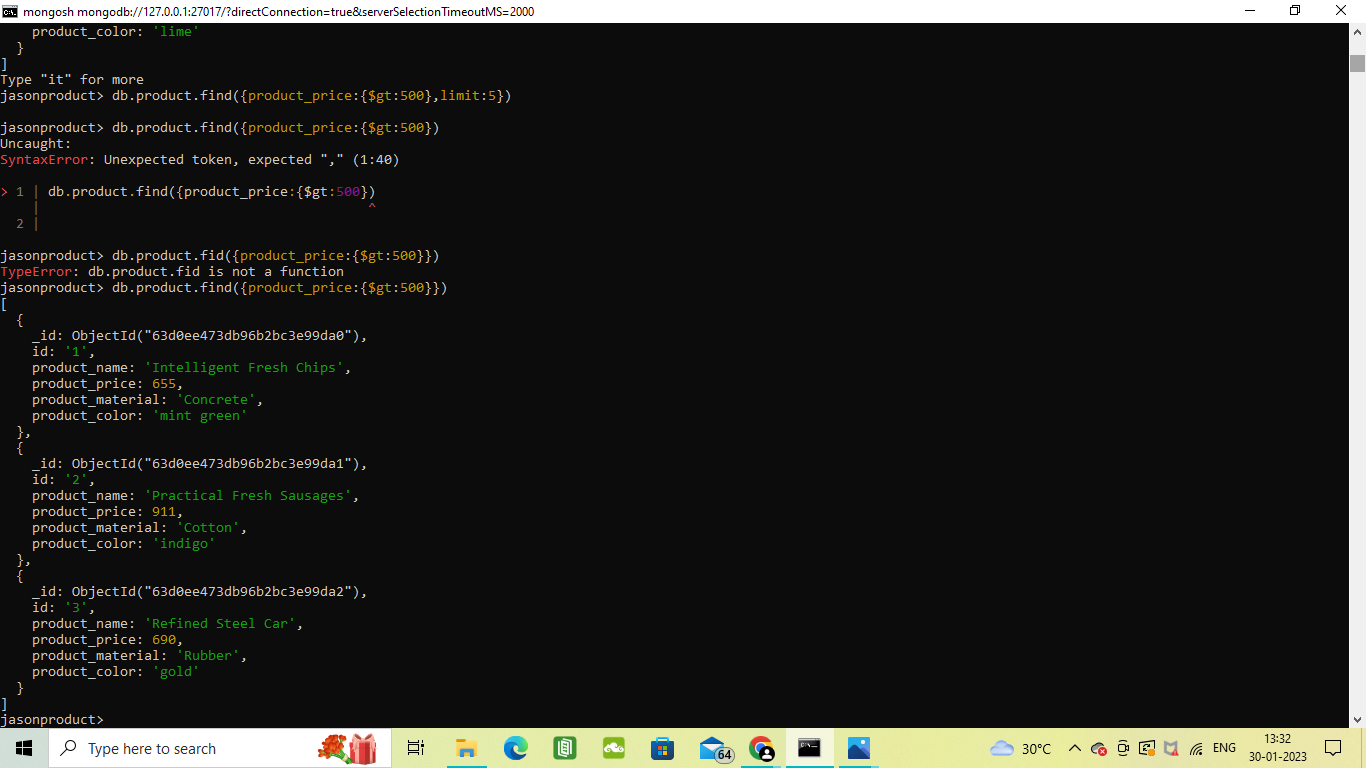 mongosh mongodb://127.0.0.1:27017/?directConnection=true&serverSelectionTimeoutMS=2000
    product_color: 'lime'
  }
]
Type "it" for more
jasonproduct> db.product.find({product_price:{$gt:500},limit:5})
jasonproduct> db.product.find({product_price:{$gt:500})
Uncaught:
SyntaxError: Unexpected token, expected "," (1:40)
> 1 | db.product.find({product_price:{$gt:500})
    |                                         ^
  2 |
jasonproduct> db.product.fid({product_price:{$gt:500}})
TypeError: db.product.fid is not a function
jasonproduct> db.product.find({product_price:{$gt:500}})
[
  {
    _id: ObjectId("63d0ee473db96b2bc3e99da0"),
    id: '1',
    product_name: 'Intelligent Fresh Chips',
    product_price: 655,
    product_material: 'Concrete',
    product_color: 'mint green'
  },
  {
    _id: ObjectId("63d0ee473db96b2bc3e99da1"),
    id: '2',
    product_name: 'Practical Fresh Sausages',
    product_price: 911,
    product_material: 'Cotton',
    product_color: 'indigo'
  },
  {
    _id: ObjectId("63d0ee473db96b2bc3e99da2"),
    id: '3',
    product_name: 'Refined Steel Car',
    product_price: 690,
    product_material: 'Rubber',
    product_color: 'gold'
  }
]
jasonproduct>
Type here to search
64
30°C
ENG
13:32
30-01-2023